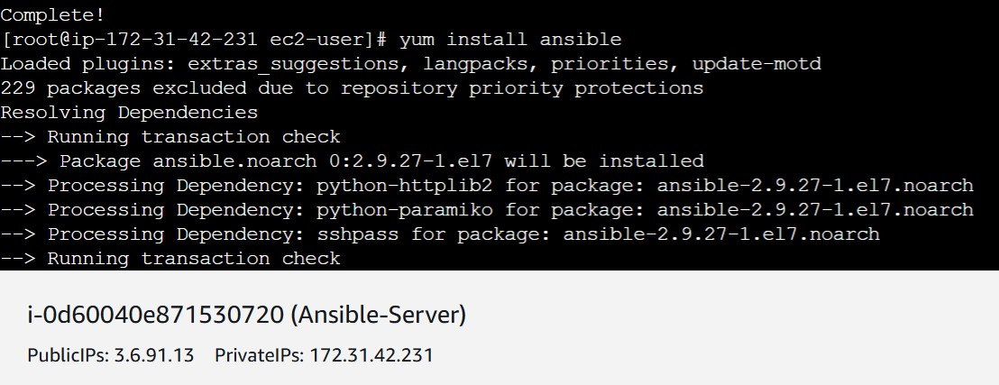 Complete!
[root@ip-172-31-42-231 ec2-user]# yum install ansible
Loaded plugins: extras_suggestions, langpacks, priorities, update-motd
229 packages excluded due to repository priority protections
Resolving Dependencies
--> Running transaction check
---> Package ansible.noarch 0:2.9.27-1.el7 will be installed
--> Processing Dependency: python-httplib2 for package: ansible-2.9.27-1.el7.noarch
--> Processing Dependency: python-paramiko for package: ansible-2.9.27-1.el7.noarch
--> Processing Dependency: sshpass for package: ansible-2.9.27-1.el7.noarch
--> Running transaction check
i-0d60040e871530720 (Ansible-Server)
PublicIPs: 3.6.91.13 PrivateIPs: 172.31.42.231